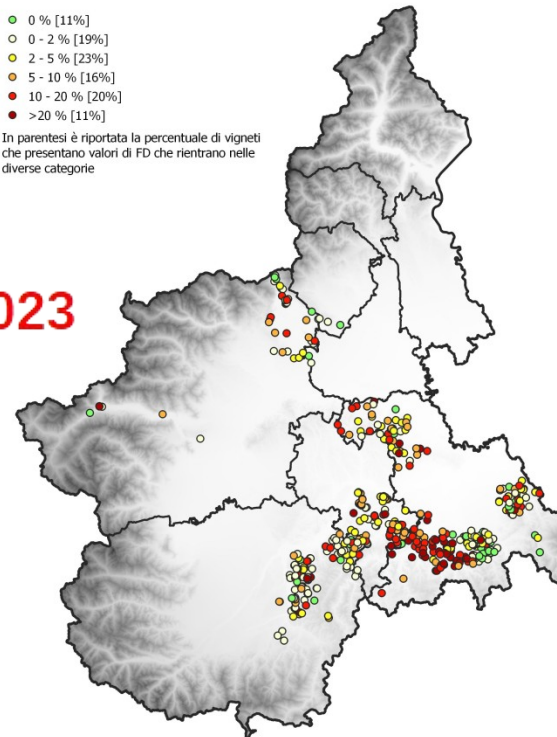 0 % [11%]
0 - 2 % [19%]
2 - 5 % [23%]
5 - 10 % [16%]
10 - 20 % [20%]
>20 % [11%]
In parentesi è riportata la percentuale di vigneti
che presentano valori di FD che rientrano nelle
diverse categorie
023